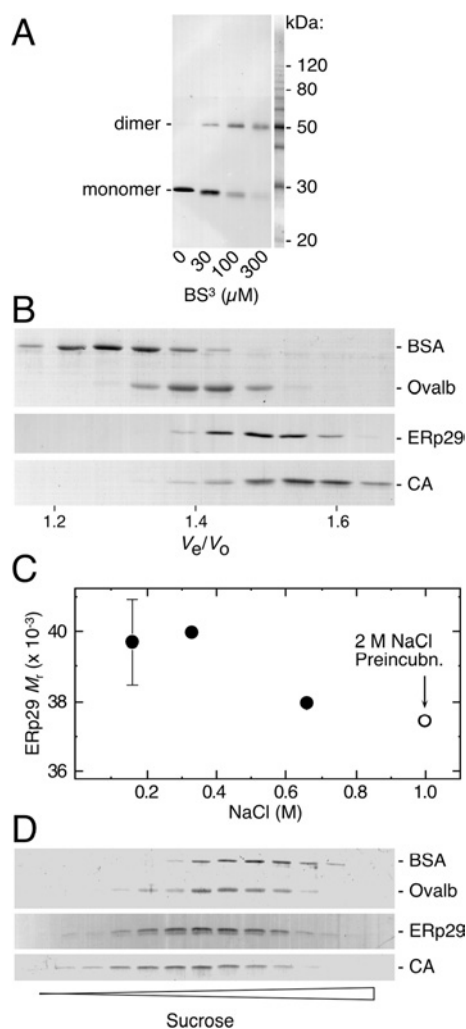 A
kDa:
- 120
- 80
dimer -
- 50
monomer -
- 30
- 20
0 30 100 300
BS³ (µM)
B
- BSA
- Ovalb
- ERp29
- CA
1.2 1.4 1.6
Ve/Vo
C
ERp29 Mr (x 10-3)
40
38
36
2 M NaCl
Preincubn.
0.2 0.4 0.6 0.8 1.0
NaCl (M)
D
- BSA
- Ovalb
- ERp29
- CA
Sucrose